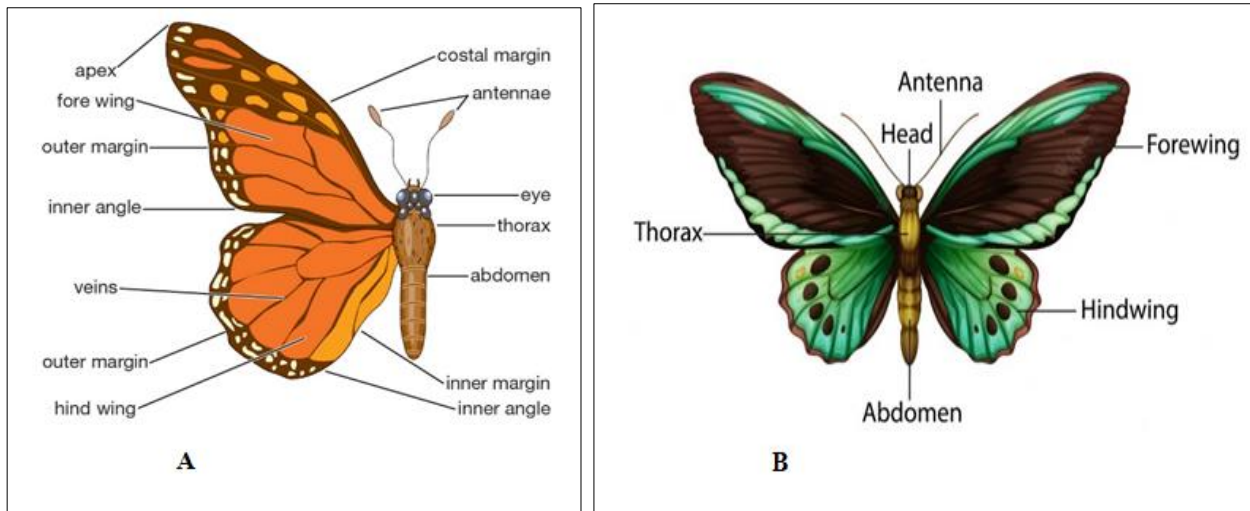 apex
fore wing
outer margin
inner angle
veins
outer margin
hind wing
costal margin
antennae
eye
thorax
abdomen
inner margin
inner angle
A
Antenna
Head
Forewing
Thorax
Hindwing
Abdomen
B